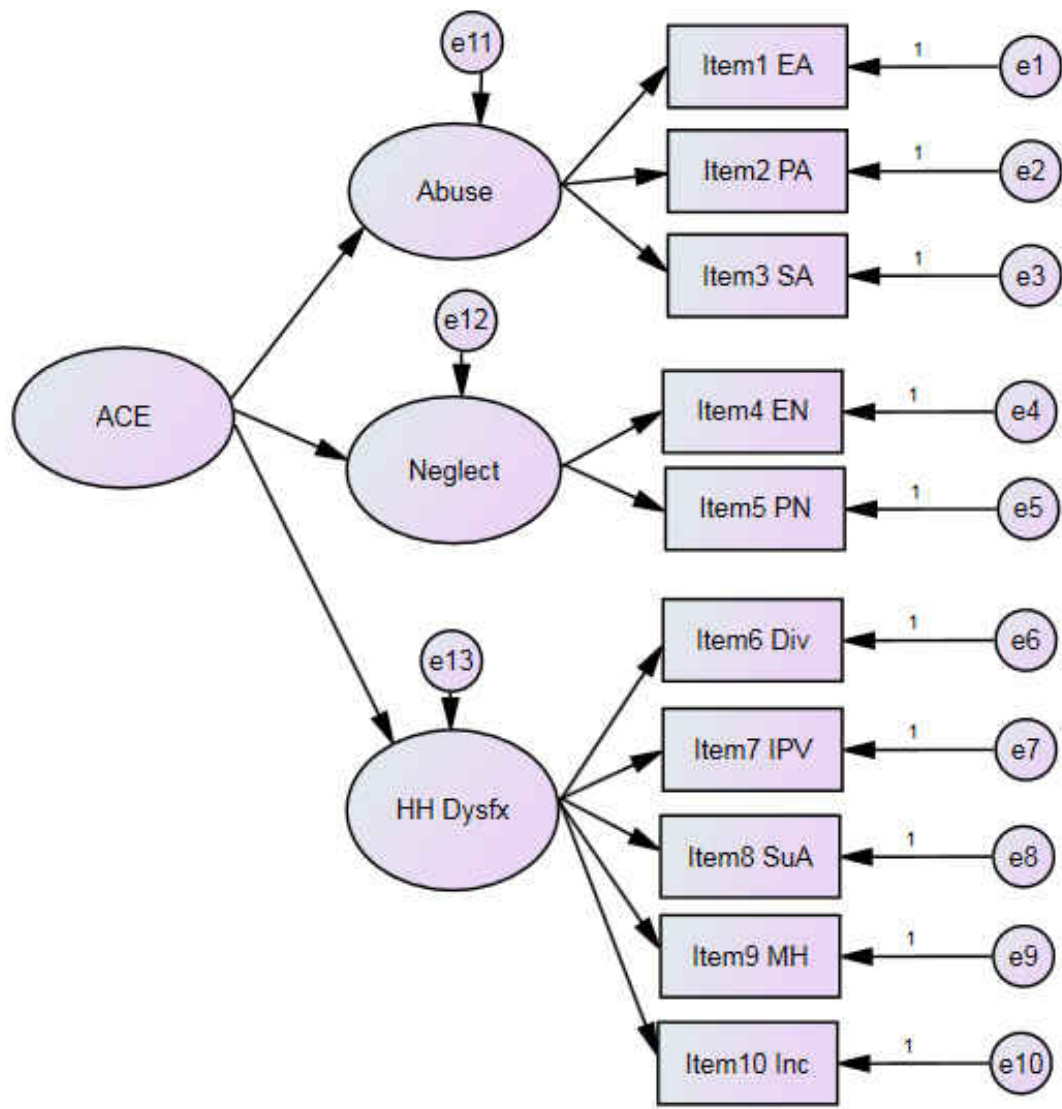 e11
Item1 EA
1
e1
Abuse
Item2 PA
1
e2
Item3 SA
1
e3
e12
ACE
Item4 EN
1
e4
Neglect
Item5 PN
1
e5
Item6 Div
1
e6
e13
Item7 IPV
1
e7
HH Dysfx
Item8 SuA
1
e8
Item9 MH
1
e9
Item10 Inc
1
e10